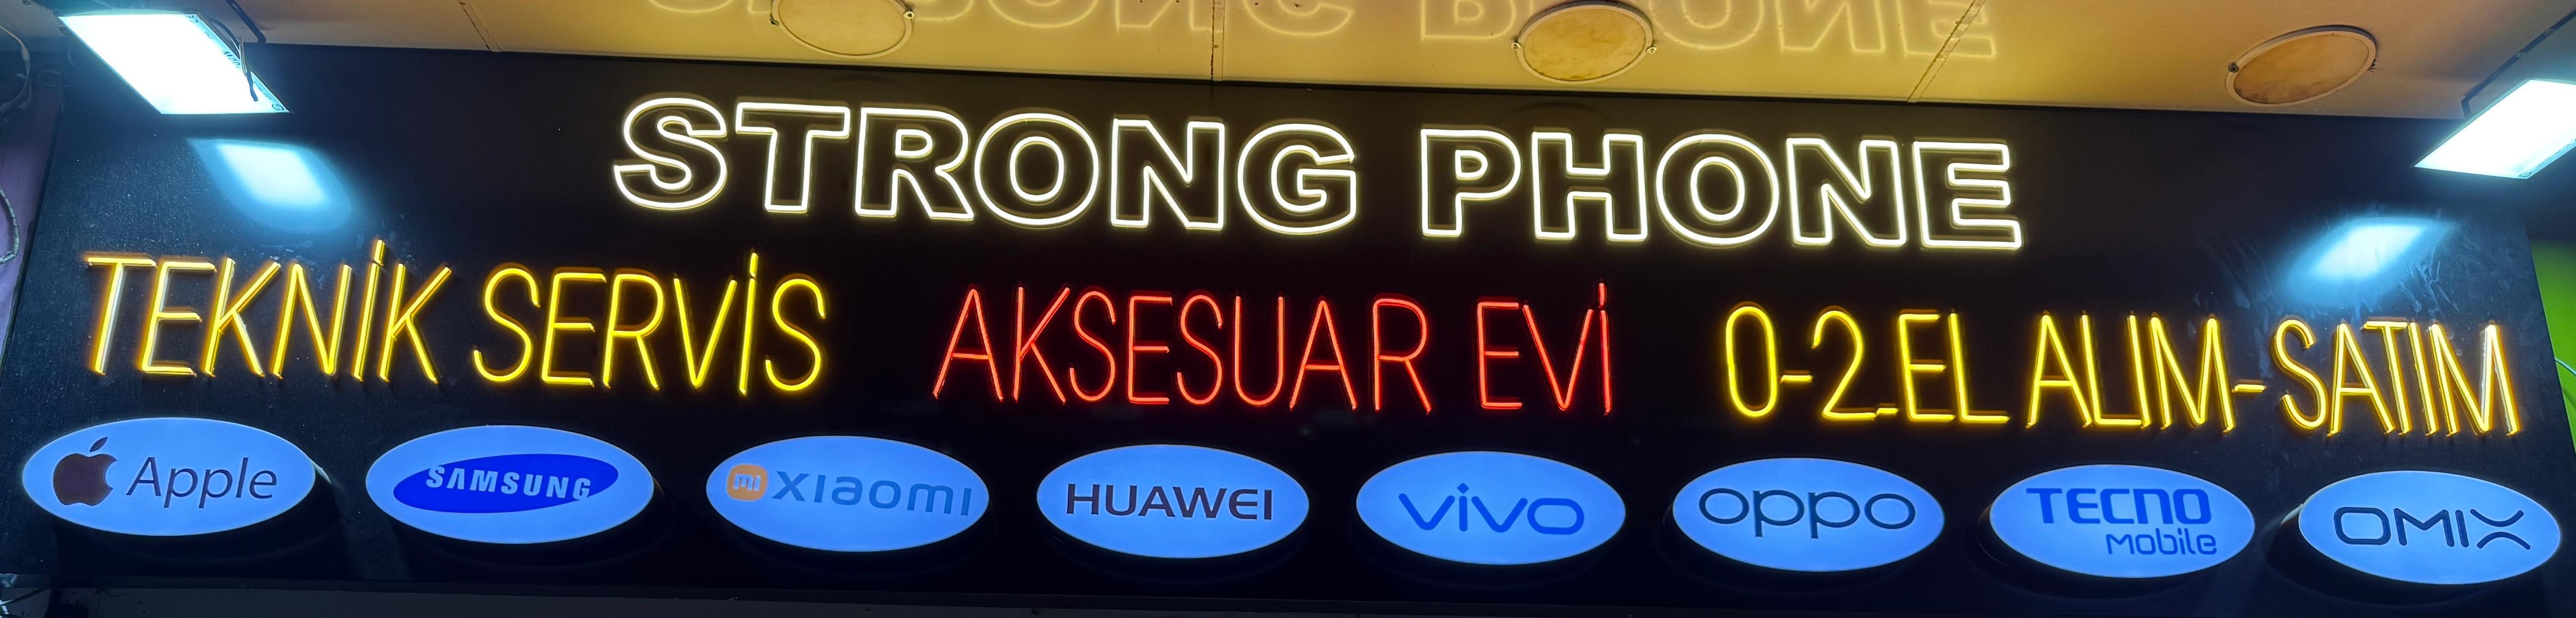 STRONG PHONE
TEKNİK SERVİS AKSESUAR EVİ 0-2.EL ALIM-SATIM
Apple SAMSUNG mi xiaomi HUAWEI vivo oppo TECNO mobile OMIX